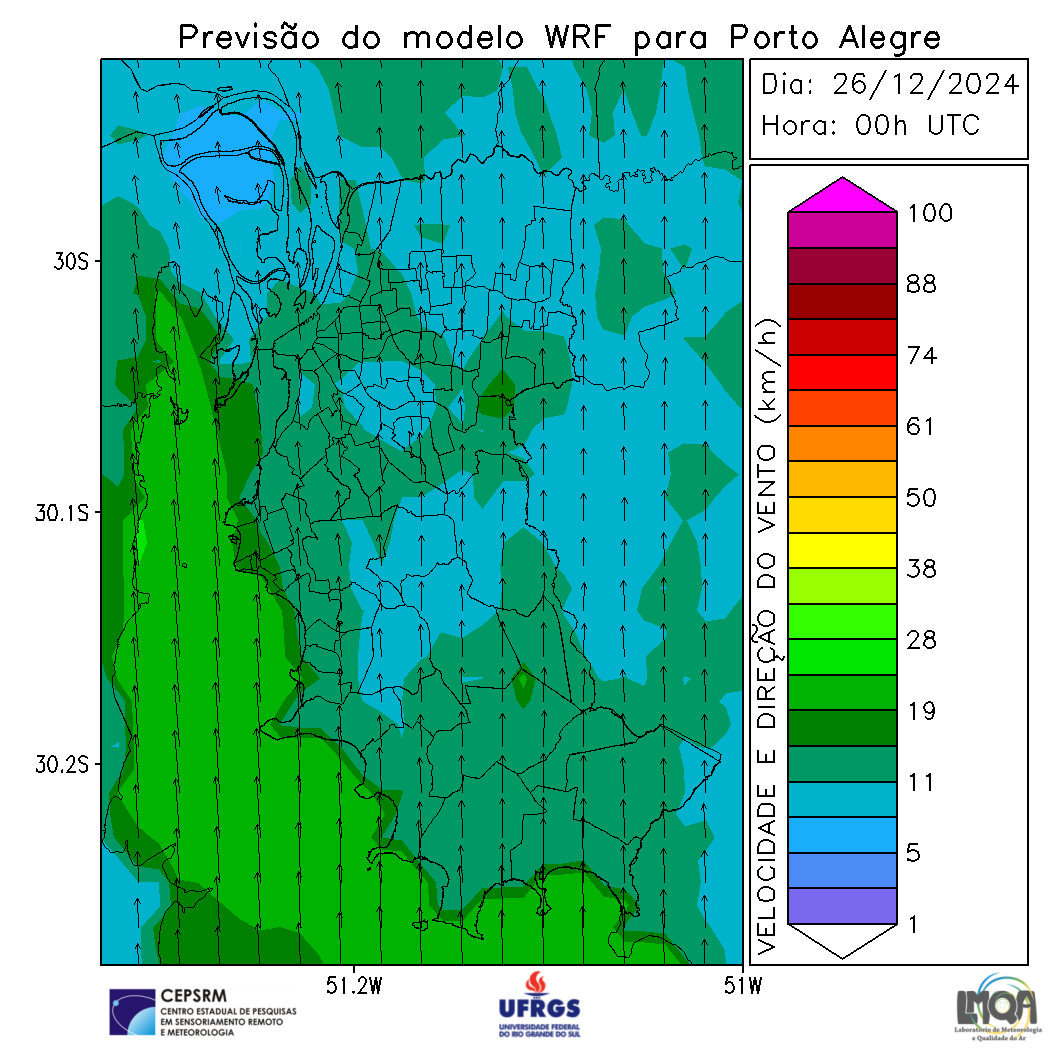 Previsão do modelo WRF para Porto Alegre
Dia: 26/12/2024
Hora: 00h UTC
30S
30.1S
30.2S
51.2W
51W
VELOCIDADE E DIREÇÃO DO VENTO (km/h)
100
88
74
61
50
38
28
19
11
5
1
CEPSRM
CENTRO ESTADUAL DE PESQUISAS
EM SENSORIAMENTO REMOTO
E METEOROLOGIA
UFRGS
UNIVERSIDADE FEDERAL
DO RIO GRANDE DO SUL
LMQA
Laboratório de Meteorologia
e Qualidade do Ar